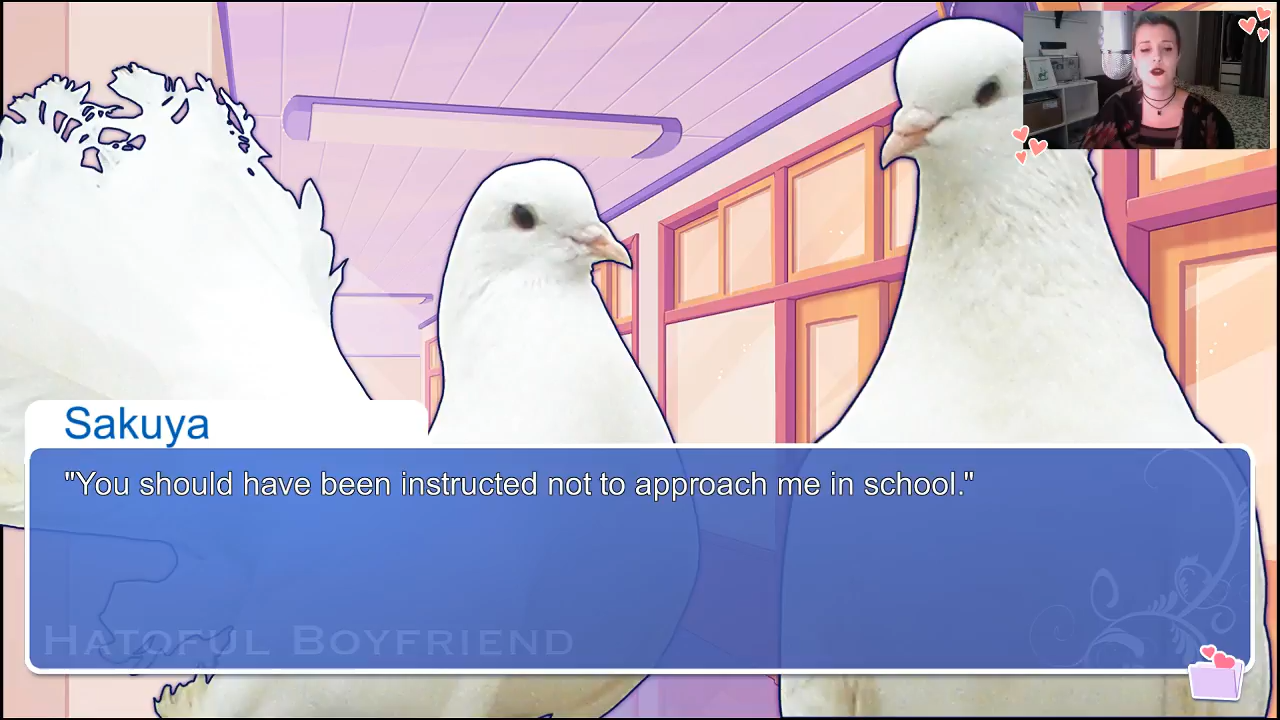 Sakuya
"You should have been instructed not to approach me in school."
HATOFUL BOYFRIEND